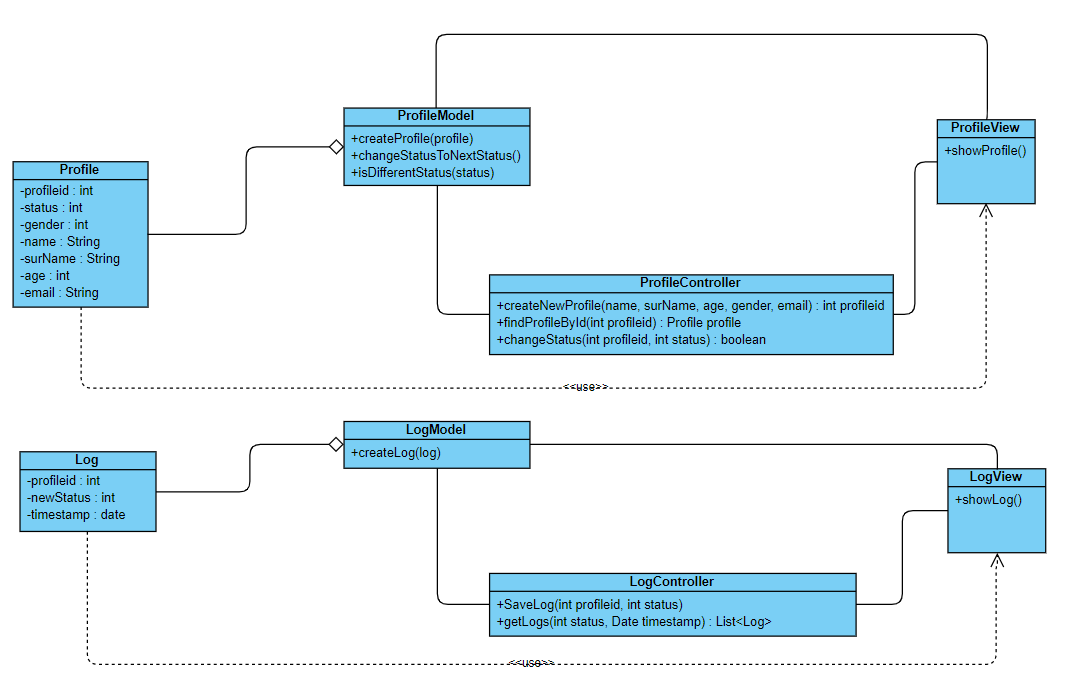 ProfileModel
+createProfile(profile)
+changeStatusToNextStatus()
+isDifferentStatus(status)
ProfileView
+showProfile()
Profile
-profileid : int
-status : int
-gender : int
-name : String
-surName : String
-age : int
-email : String
ProfileController
+createNewProfile(name, surName, age, gender, email) : int profileid
+findProfileById(int profileid) : Profile profile
+changeStatus(int profileid, int status) : boolean
<<use>>
LogModel
+createLog(log)
Log
-profileid : int
-newStatus : int
-timestamp : date
LogView
+showLog()
LogController
+SaveLog(int profileid, int status)
+getLogs(int status, Date timestamp) : List<Log>
<<use>>